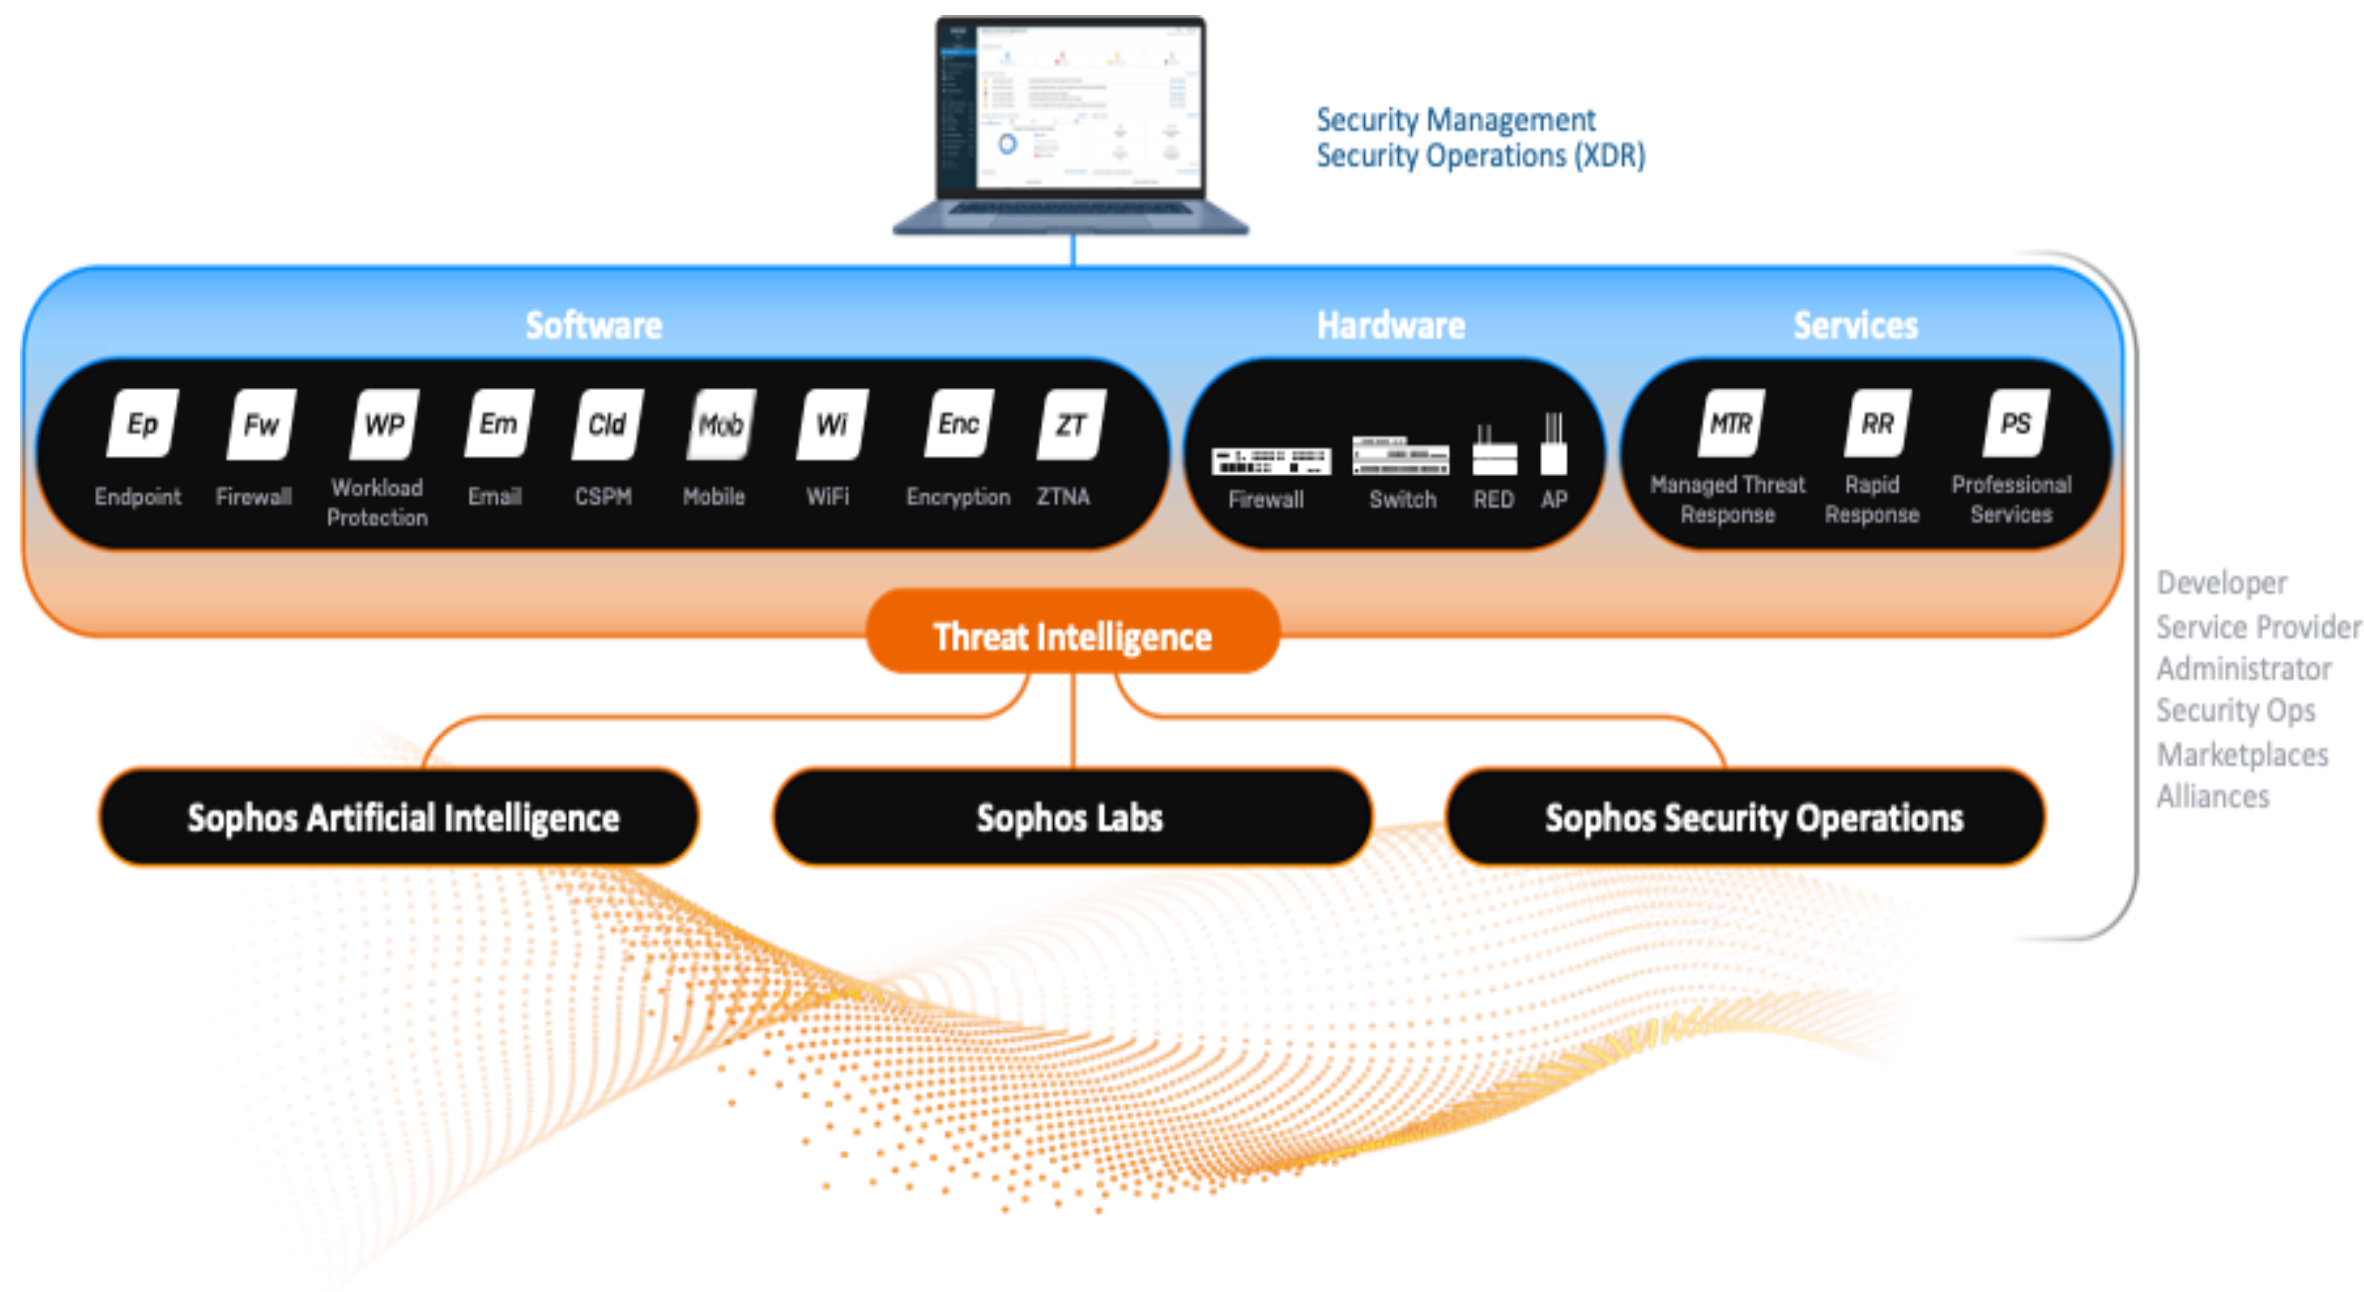 Security Management
Security Operations (XDR)
Software
Hardware
Services
Ep
Fw
WP
Em
Cld
Mob
Wi
Enc
ZT
MTR
RR
PS
Endpoint
Firewall
Workload
Protection
Email
CSPM
Mobile
WiFi
Encryption
ZTNA
Firewall
Switch
RED
AP
Managed Threat
Response
Rapid
Response
Professional
Services
Threat Intelligence
Sophos Artificial Intelligence
Sophos Labs
Sophos Security Operations
Developer
Service Provider
Administrator
Security Ops
Marketplaces
Alliances